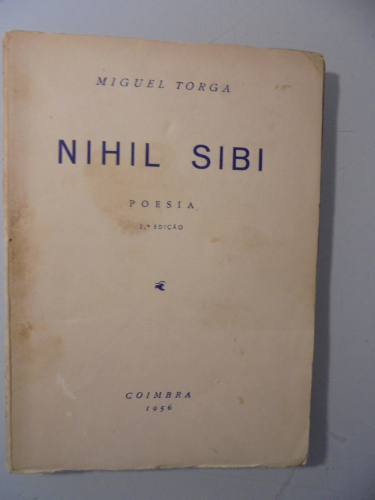 MIGUEL TORGA
NIHIL SIBI
POESIA
2.ª EDIÇÃO
COIMBRA
1956